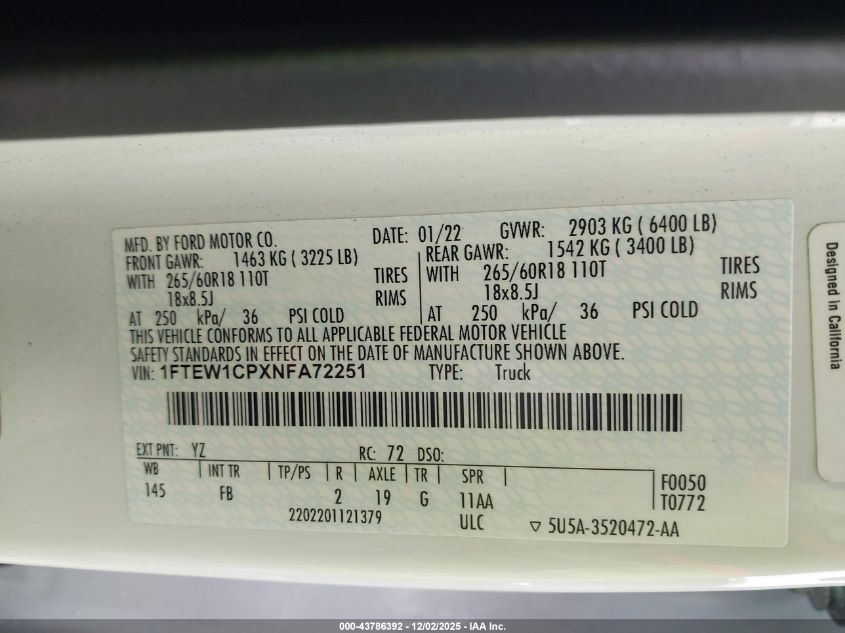 MFD. BY FORD MOTOR CO. DATE: 01/22 GVWR: 2903 KG ( 6400 LB)
FRONT GAWR: 1463 KG ( 3225 LB) REAR GAWR: 1542 KG ( 3400 LB)
WITH 265/60R18 110T TIRES WITH 265/60R18 110T TIRES
18x8.5J RIMS 18x8.5J RIMS
AT 250 kPa/ 36 PSI COLD AT 250 kPa/ 36 PSI COLD
THIS VEHICLE CONFORMS TO ALL APPLICABLE FEDERAL MOTOR VEHICLE
SAFETY STANDARDS IN EFFECT ON THE DATE OF MANUFACTURE SHOWN ABOVE.
VIN: 1FTEW1CPXNFA72251 TYPE: Truck
EXT PNT: YZ RC: 72 DSO:
WB INT TR TP/PS R AXLE TR SPR F0050
145 FB 2 19 G 11AA T0772
2202201121379 ULC ▽ 5U5A-3520472-AA
Designed in California
000-43786392 - 12/02/2025 - IAA Inc.